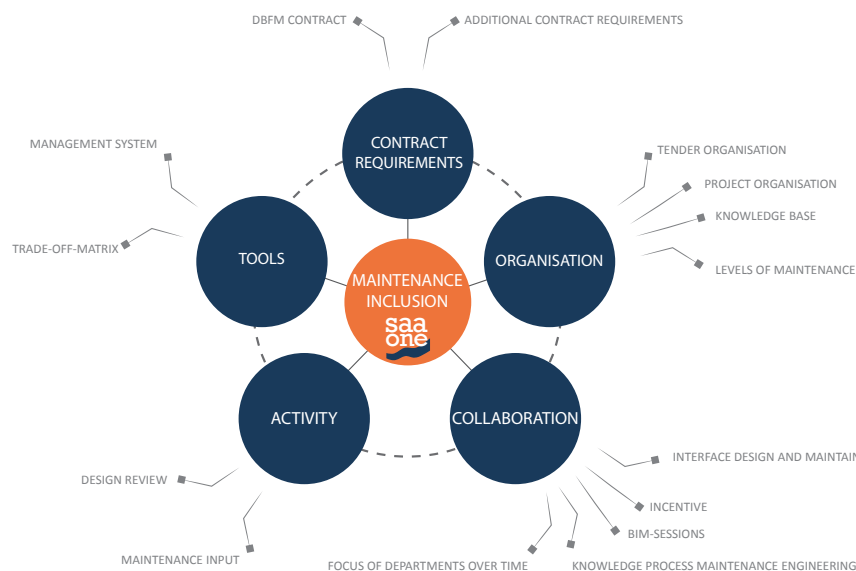 DBFM CONTRACT
ADDITIONAL CONTRACT REQUIREMENTS
CONTRACT
REQUIREMENTS
MANAGEMENT SYSTEM
TRADE-OFF-MATRIX
TOOLS
TENDER ORGANISATION
PROJECT ORGANISATION
KNOWLEDGE BASE
LEVELS OF MAINTENANCE
ORGANISATION
MAINTENANCE
INCLUSION
saa
one
ACTIVITY
COLLABORATION
DESIGN REVIEW
MAINTENANCE INPUT
INTERFACE DESIGN AND MAINTAIN
INCENTIVE
BIM-SESSIONS
FOCUS OF DEPARTMENTS OVER TIME
KNOWLEDGE PROCESS MAINTENANCE ENGINEERING